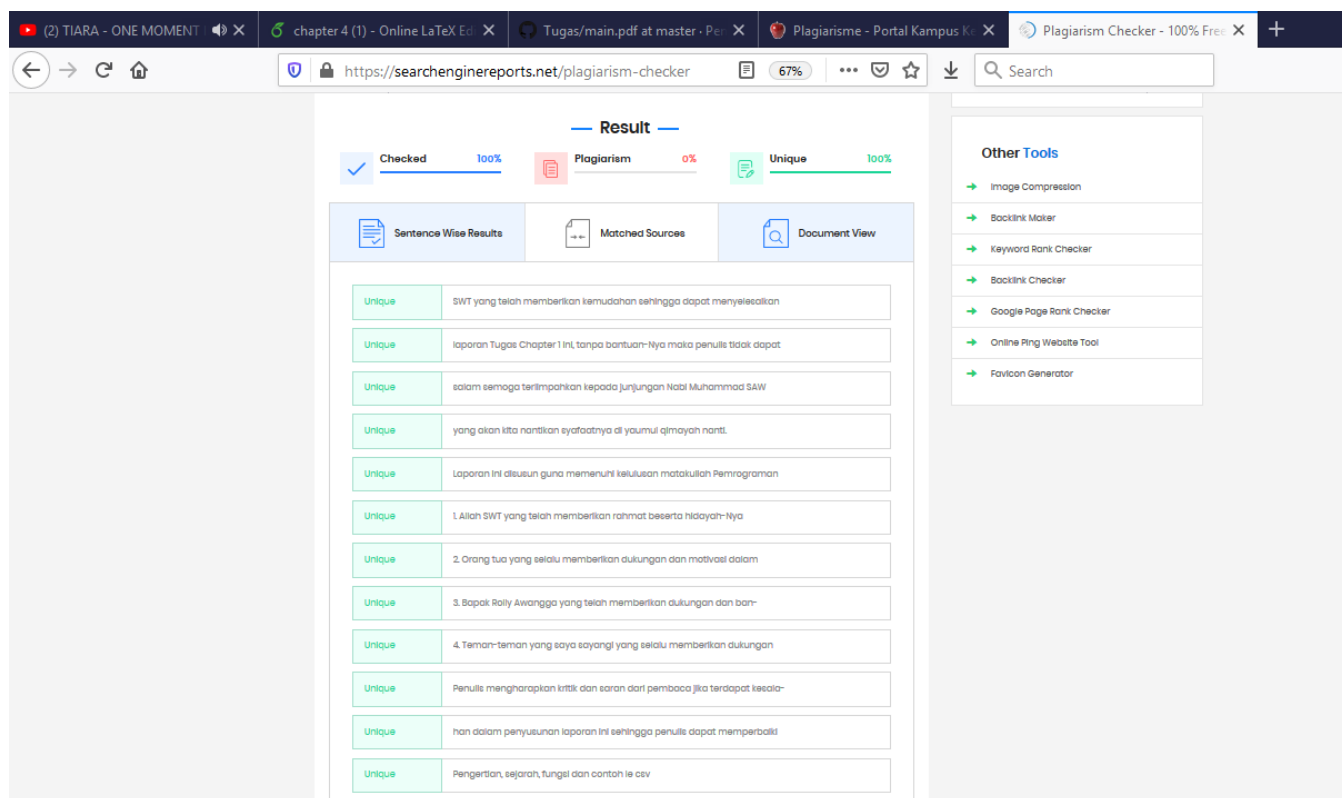 (2) TIARA - ONE MOMENT
chapter 4 (1) - Online LaTeX Ed
Tugas/main.pdf at master · Per
Plagiarisme - Portal Kampus Ke
Plagiarism Checker - 100% Free
https://searchenginereports.net/plagiarism-checker
67%
Search
Result
Checked 100%
Plagiarism 0%
Unique 100%
Sentence Wise Results
Matched Sources
Document View
Unique SWT yang telah memberikan kemudahan sehingga dapat menyelesaikan
Unique laporan Tugas Chapter 1 ini, tanpa bantuan-Nya maka penulis tidak dapat
Unique salam semoga terlimpahkan kepada junjungan Nabi Muhammad SAW
Unique yang akan kita nantikan syafaatnya di yaumul qimayah nanti.
Unique Laporan ini disusun guna memenuhi kelulusan matakuliah Pemrograman
Unique 1. Allah SWT yang telah memberikan rahmat beserta hidayah-Nya
Unique 2. Orang tua yang selalu memberikan dukungan dan motivasi dalam
Unique 3. Bapak Rolly Awangga yang telah memberikan dukungan dan ban-
Unique 4. Teman-teman yang saya sayangi yang selalu memberikan dukungan
Unique Penulis mengharapkan kritik dan saran dari pembaca jika terdapat kesala-
Unique han dalam penyusunan laporan ini sehingga penulis dapat memperbaiki
Unique Pengertian, sejarah, fungsi dan contoh ie csv
Other Tools
Image Compression
Backlink Maker
Keyword Rank Checker
Backlink Checker
Google Page Rank Checker
Online Ping Website Tool
Favicon Generator